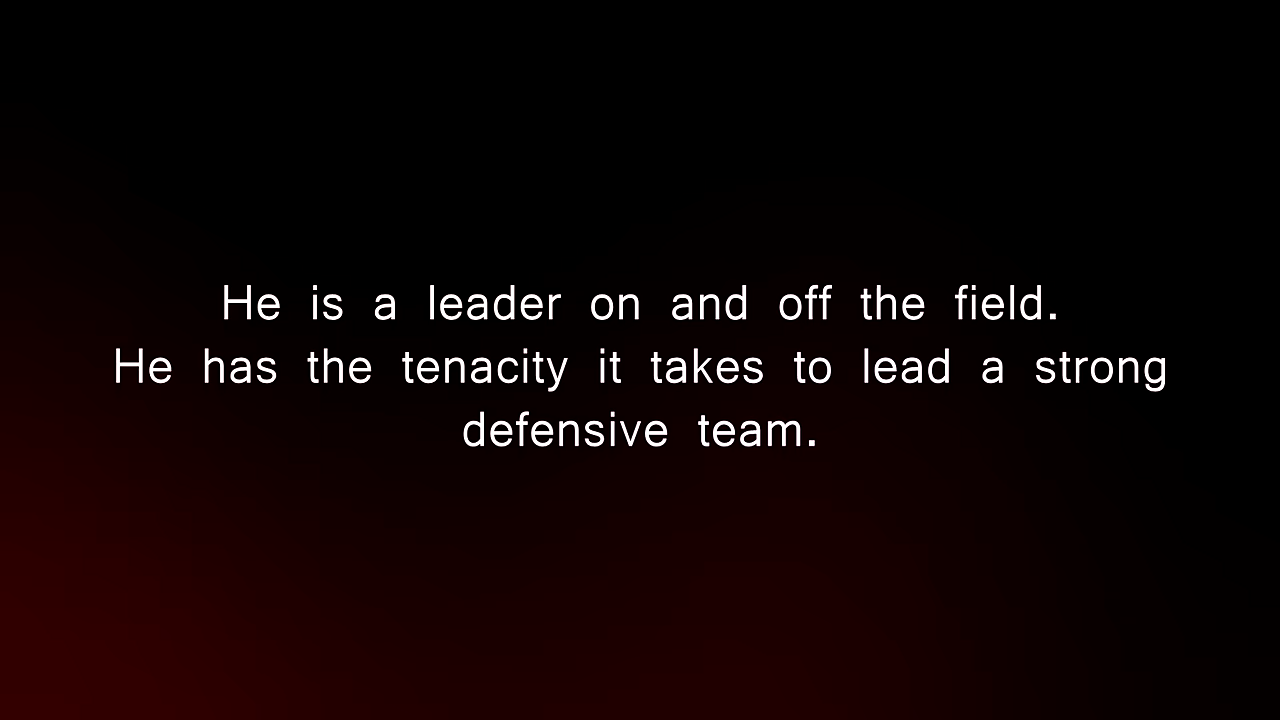 He is a leader on and off the field.
He has the tenacity it takes to lead a strong
defensive team.